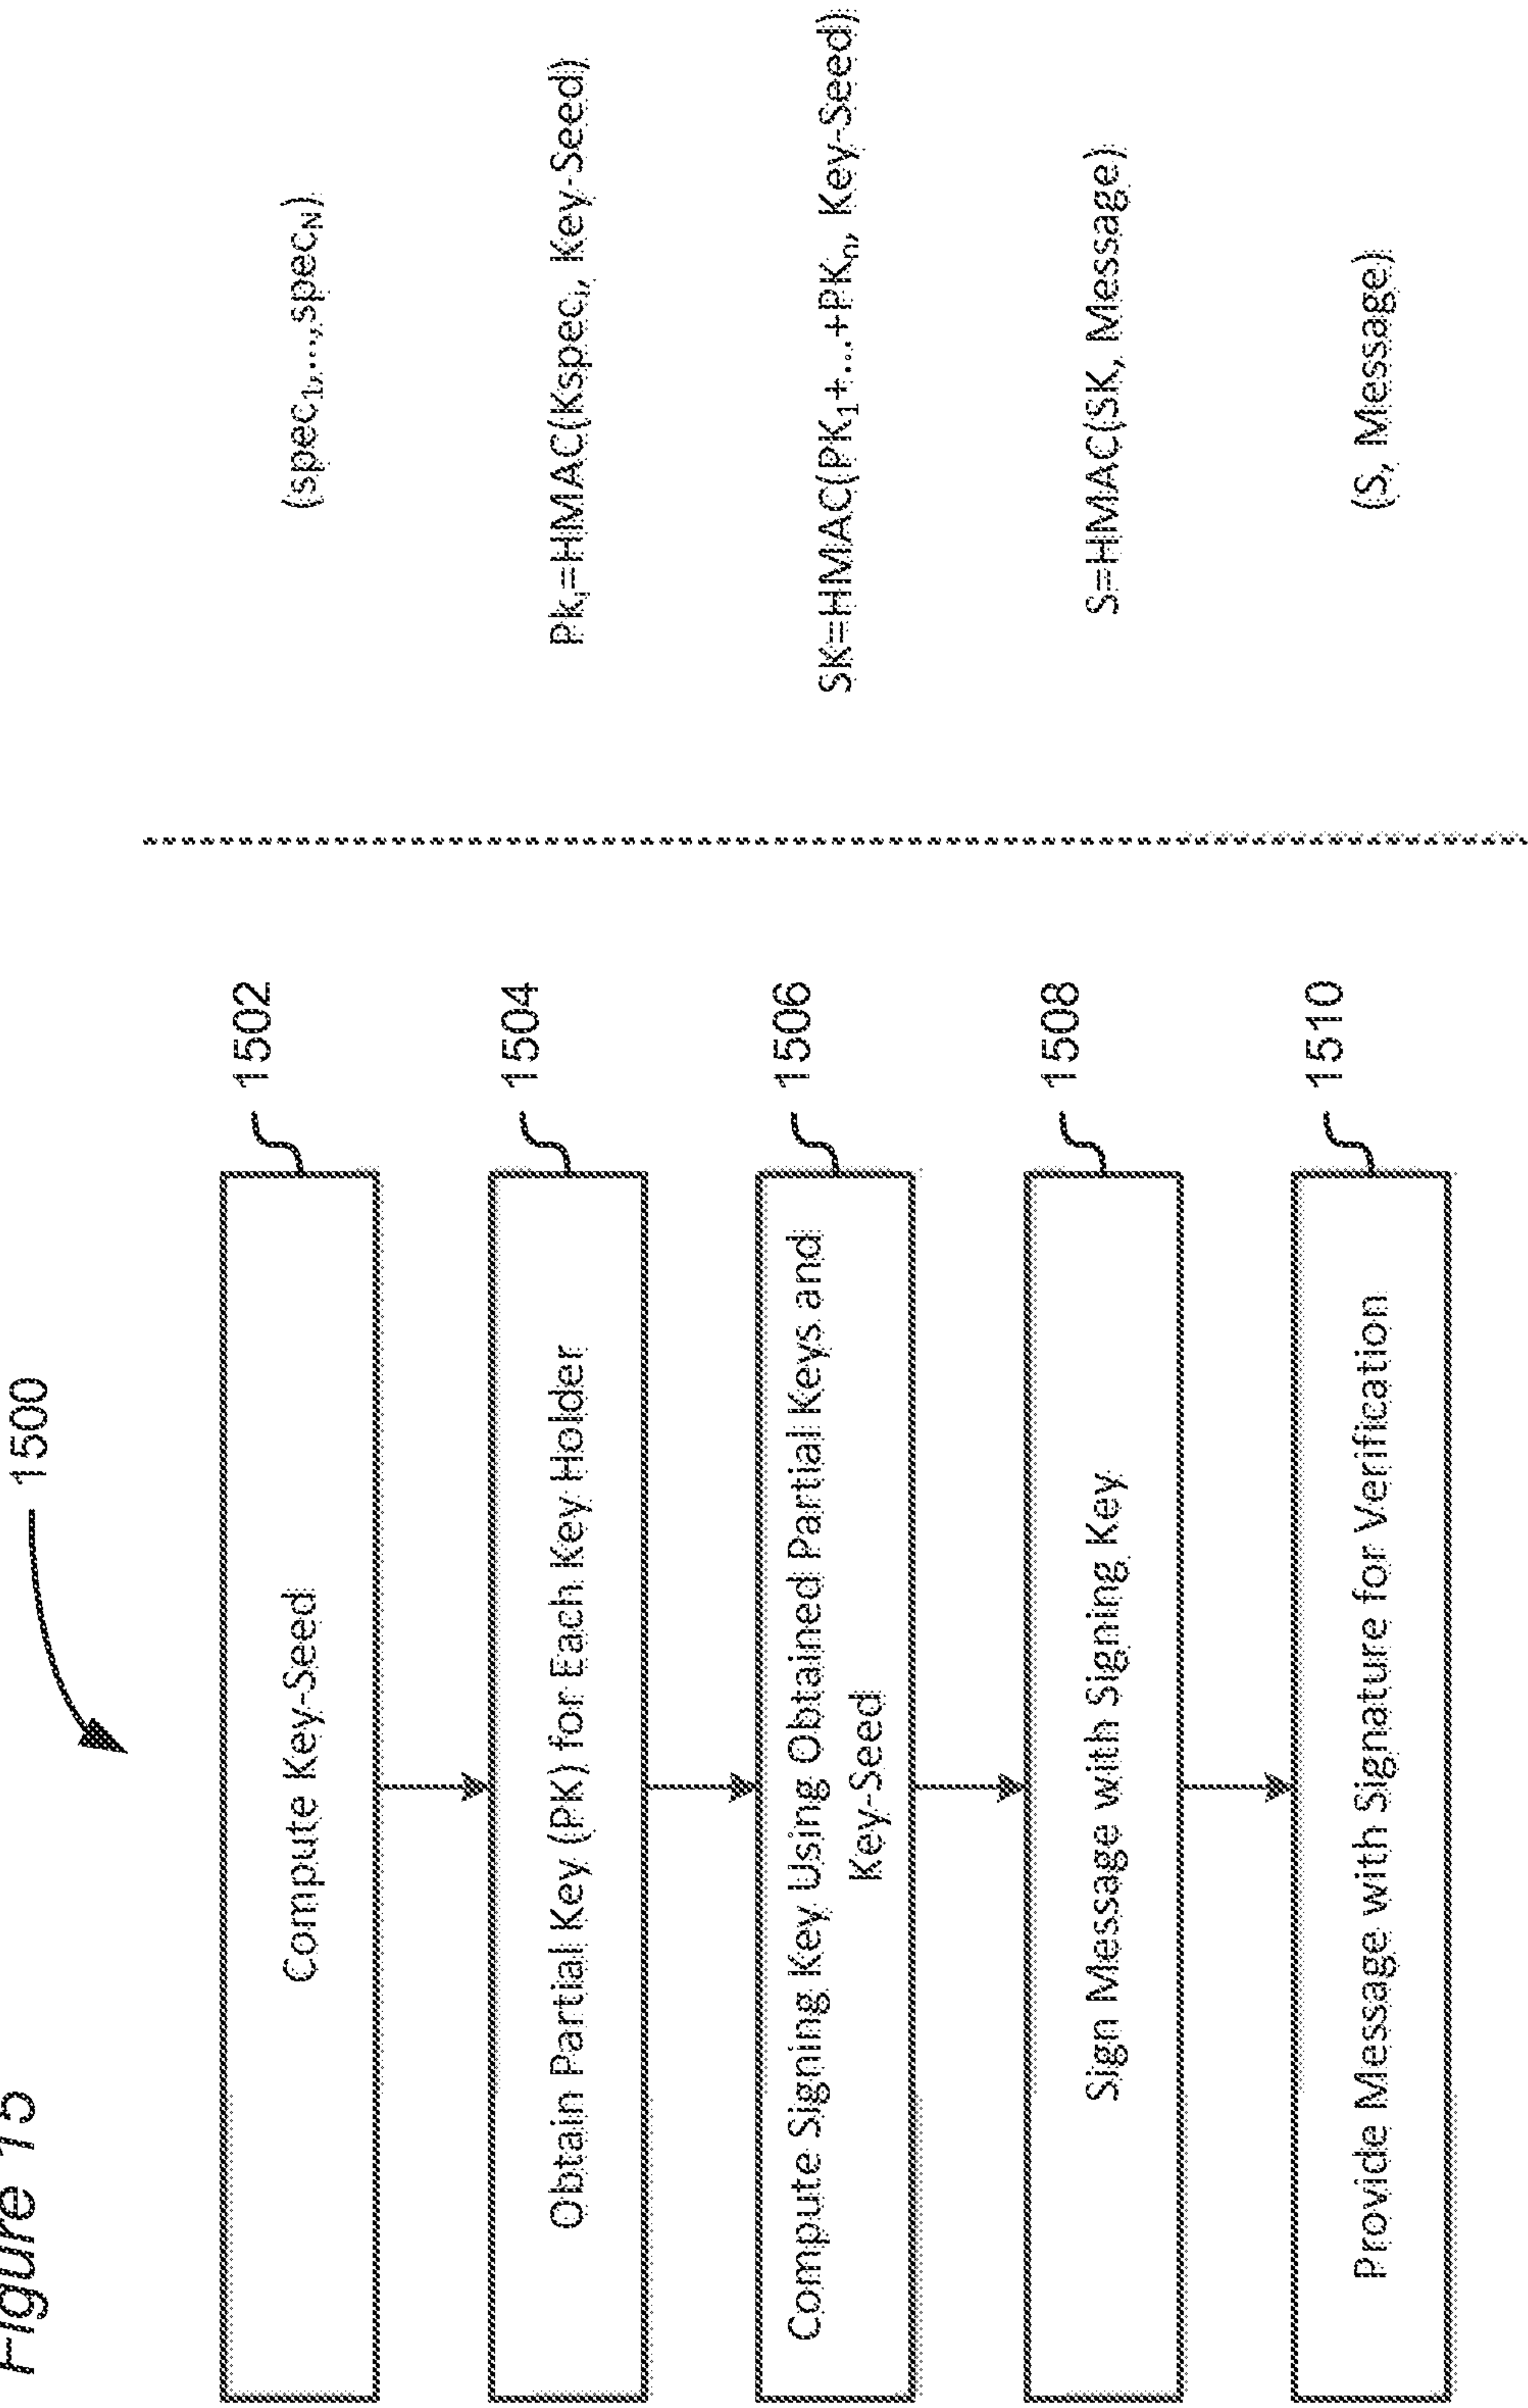 Figure 15
1500
Compute Key-Seed
1502
(spec₁,...,specN)
Obtain Partial Key (PK) for Each Key Holder
1504
Pkᵢ=HMAC(Kspecᵢ, Key-Seed)
Compute Signing Key Using Obtained Partial Keys and
Key-Seed
1506
SK=HMAC(PK₁+...+PKₙ, Key-Seed)
Sign Message with Signing Key
1508
S=HMAC(SK, Message)
Provide Message with Signature for Verification
1510
(S, Message)